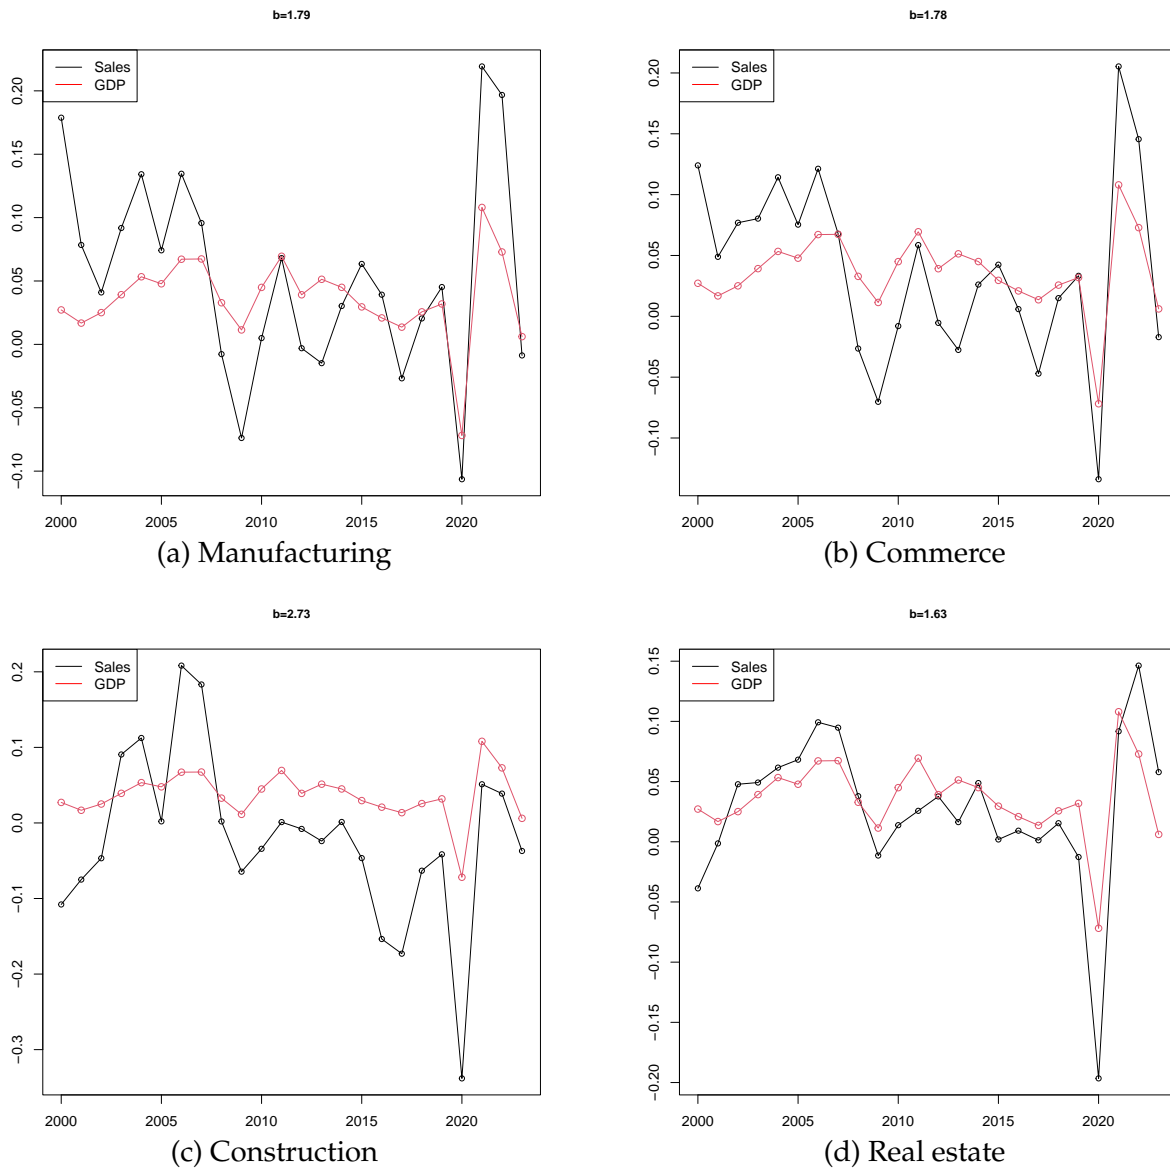 b=1.79
Sales
GDP
0.20
0.15
0.10
0.05
0.00
−0.05
−0.10
2000 2005 2010 2015 2020
(a) Manufacturing
b=1.78
Sales
GDP
0.20
0.15
0.10
0.05
0.00
−0.05
−0.10
2000 2005 2010 2015 2020
(b) Commerce
b=2.73
Sales
GDP
0.2
0.1
0.0
−0.1
−0.2
−0.3
2000 2005 2010 2015 2020
(c) Construction
b=1.63
Sales
GDP
0.15
0.10
0.05
0.00
−0.05
−0.10
−0.15
−0.20
2000 2005 2010 2015 2020
(d) Real estate